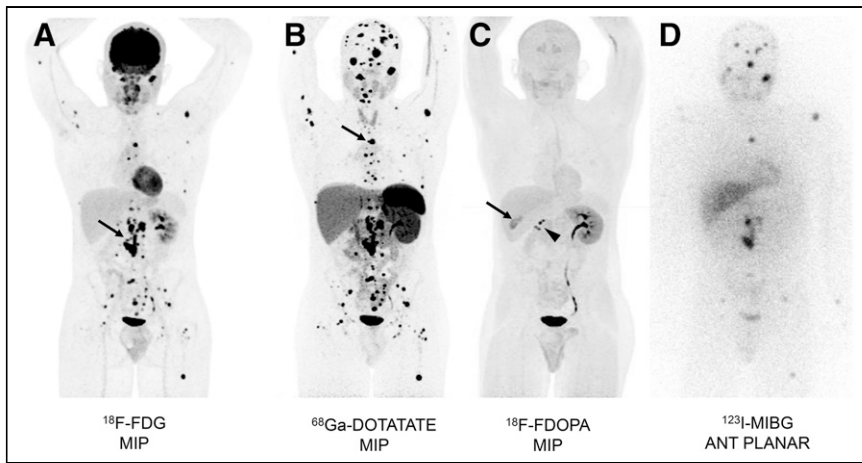 A
B
C
D
¹⁸F-FDG
MIP
⁶⁸Ga-DOTATATE
MIP
¹⁸F-FDOPA
MIP
¹²³I-MIBG
ANT PLANAR